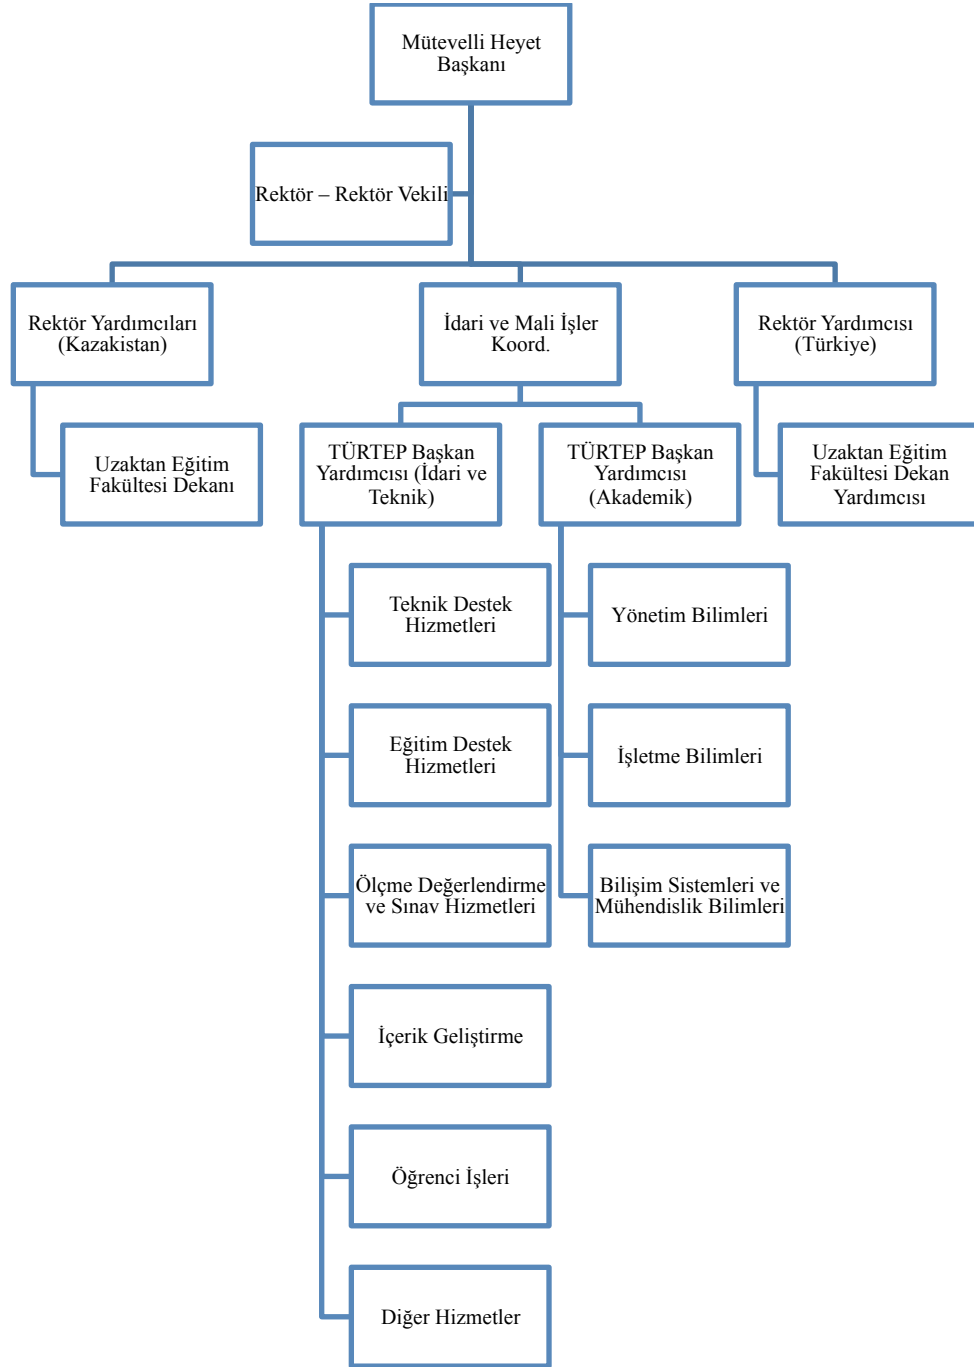 Mütevelli Heyet
Başkanı
Rektör – Rektör Vekili
Rektör Yardımcıları
(Kazakistan)
İdari ve Mali İşler
Koord.
Rektör Yardımcısı
(Türkiye)
Uzaktan Eğitim
Fakültesi Dekanı
TÜRTEP Başkan
Yardımcısı (İdari ve
Teknik)
TÜRTEP Başkan
Yardımcısı
(Akademik)
Uzaktan Eğitim
Fakültesi Dekan
Yardımcısı
Teknik Destek
Hizmetleri
Yönetim Bilimleri
Eğitim Destek
Hizmetleri
İşletme Bilimleri
Ölçme Değerlendirme
ve Sınav Hizmetleri
Bilişim Sistemleri ve
Mühendislik Bilimleri
İçerik Geliştirme
Öğrenci İşleri
Diğer Hizmetler